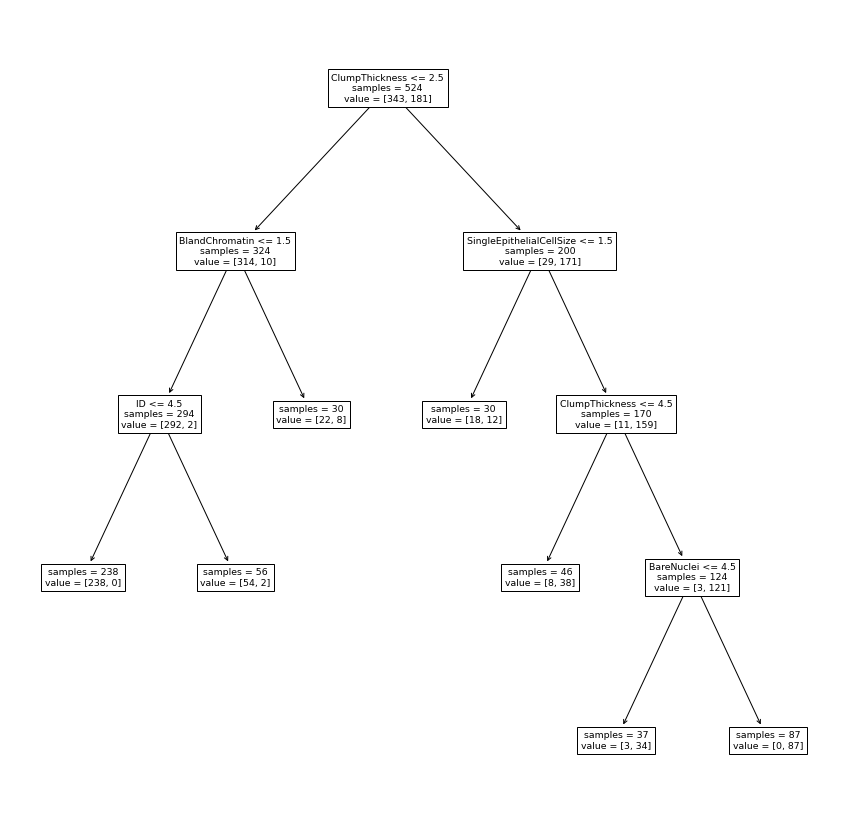 ClumpThickness <= 2.5
samples = 524
value = [343, 181]
BlandChromatin <= 1.5
samples = 324
value = [314, 10]
SingleEpithelialCellSize <= 1.5
samples = 200
value = [29, 171]
ID <= 4.5
samples = 294
value = [292, 2]
samples = 30
value = [22, 8]
samples = 30
value = [18, 12]
ClumpThickness <= 4.5
samples = 170
value = [11, 159]
samples = 238
value = [238, 0]
samples = 56
value = [54, 2]
samples = 46
value = [8, 38]
BareNuclei <= 4.5
samples = 124
value = [3, 121]
samples = 37
value = [3, 34]
samples = 87
value = [0, 87]